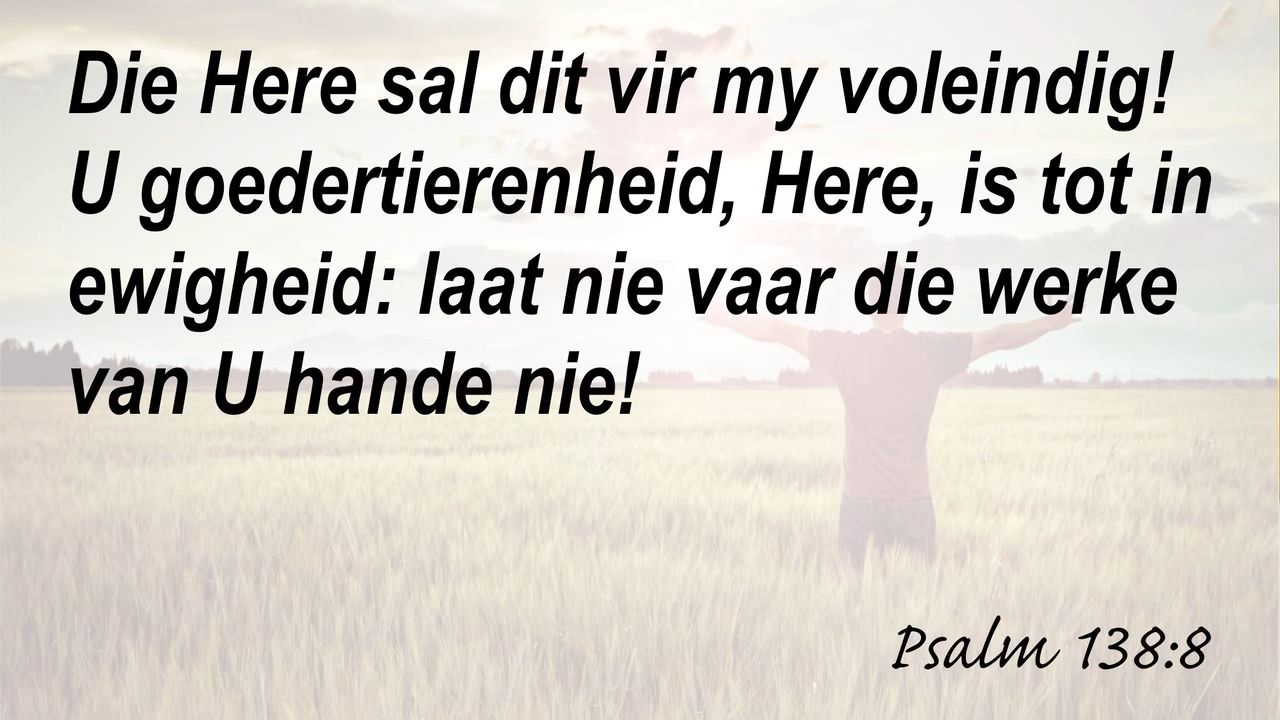 Die Here sal dit vir my voleindig!
U goedertierenheid, Here, is tot in
ewigheid: laat nie vaar die werke
van U hande nie!
Psalm 138:8